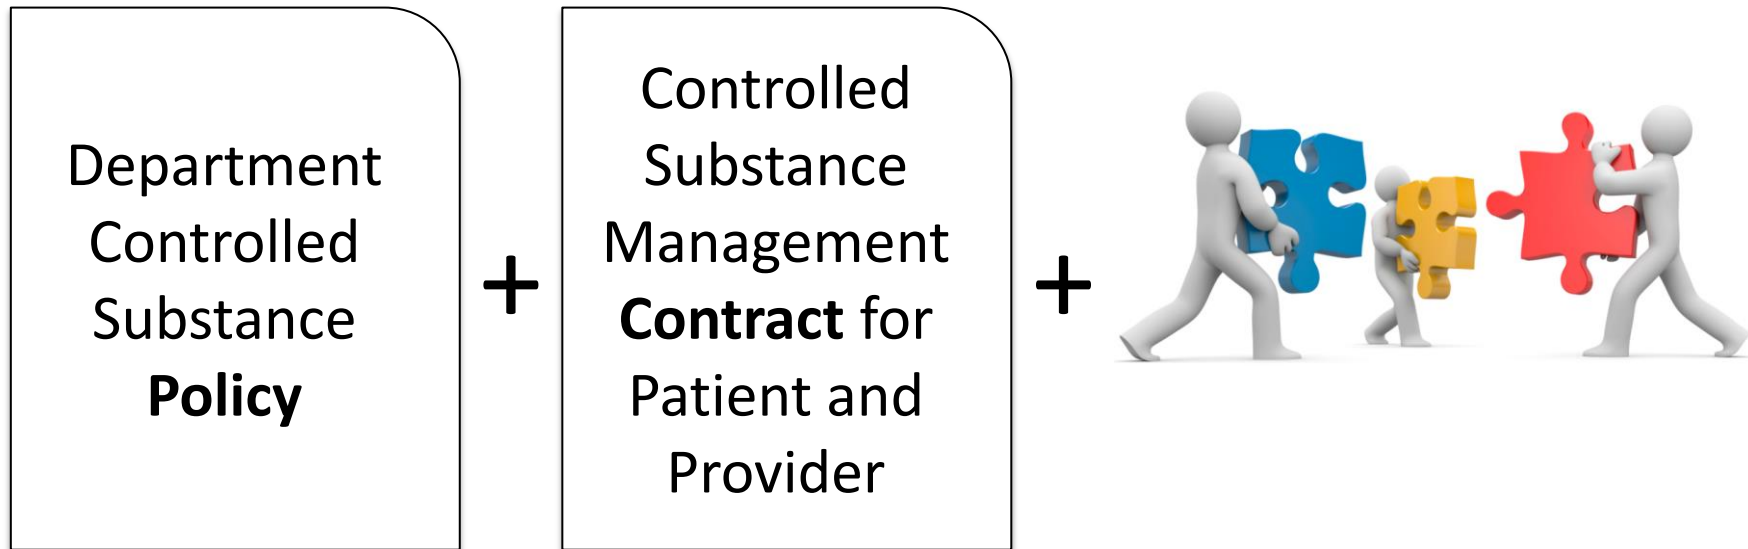 Department
Controlled
Substance
Policy
+
Controlled
Substance
Management
Contract for
Patient and
Provider
+